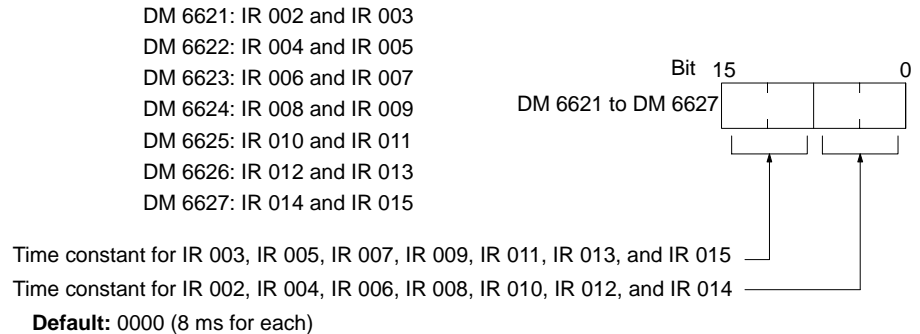 DM 6621: IR 002 and IR 003
DM 6622: IR 004 and IR 005
DM 6623: IR 006 and IR 007
DM 6624: IR 008 and IR 009
DM 6625: IR 010 and IR 011
DM 6626: IR 012 and IR 013
DM 6627: IR 014 and IR 015
Bit 15 0
DM 6621 to DM 6627
Time constant for IR 003, IR 005, IR 007, IR 009, IR 011, IR 013, and IR 015
Time constant for IR 002, IR 004, IR 006, IR 008, IR 010, IR 012, and IR 014
Default: 0000 (8 ms for each)